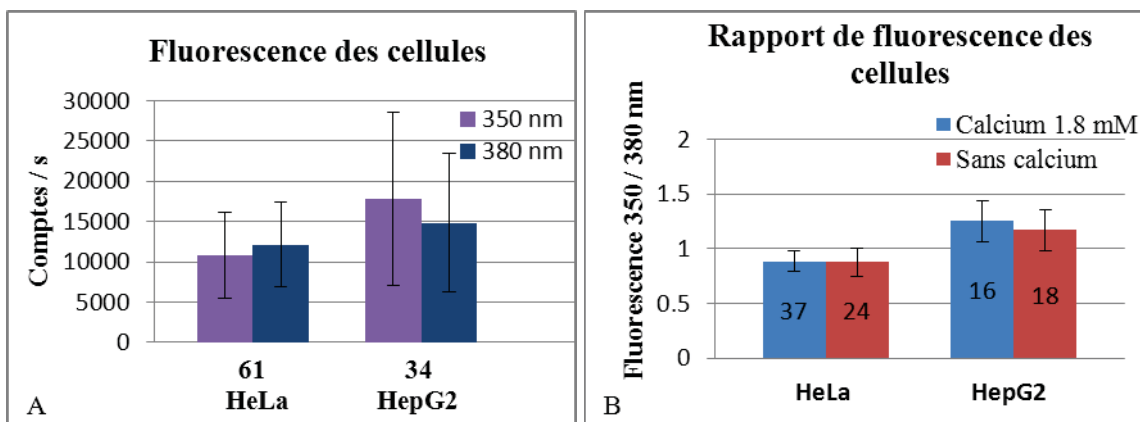 Fluorescence des cellules
Comptes / s
30000
25000
20000
15000
10000
5000
0
350 nm
380 nm
61
HeLa
34
HepG2
A
Rapport de fluorescence des
cellules
Fluorescence 350 / 380 nm
2
1.5
1
0.5
0
Calcium 1.8 mM
Sans calcium
37
24
16
18
HeLa
HepG2
B